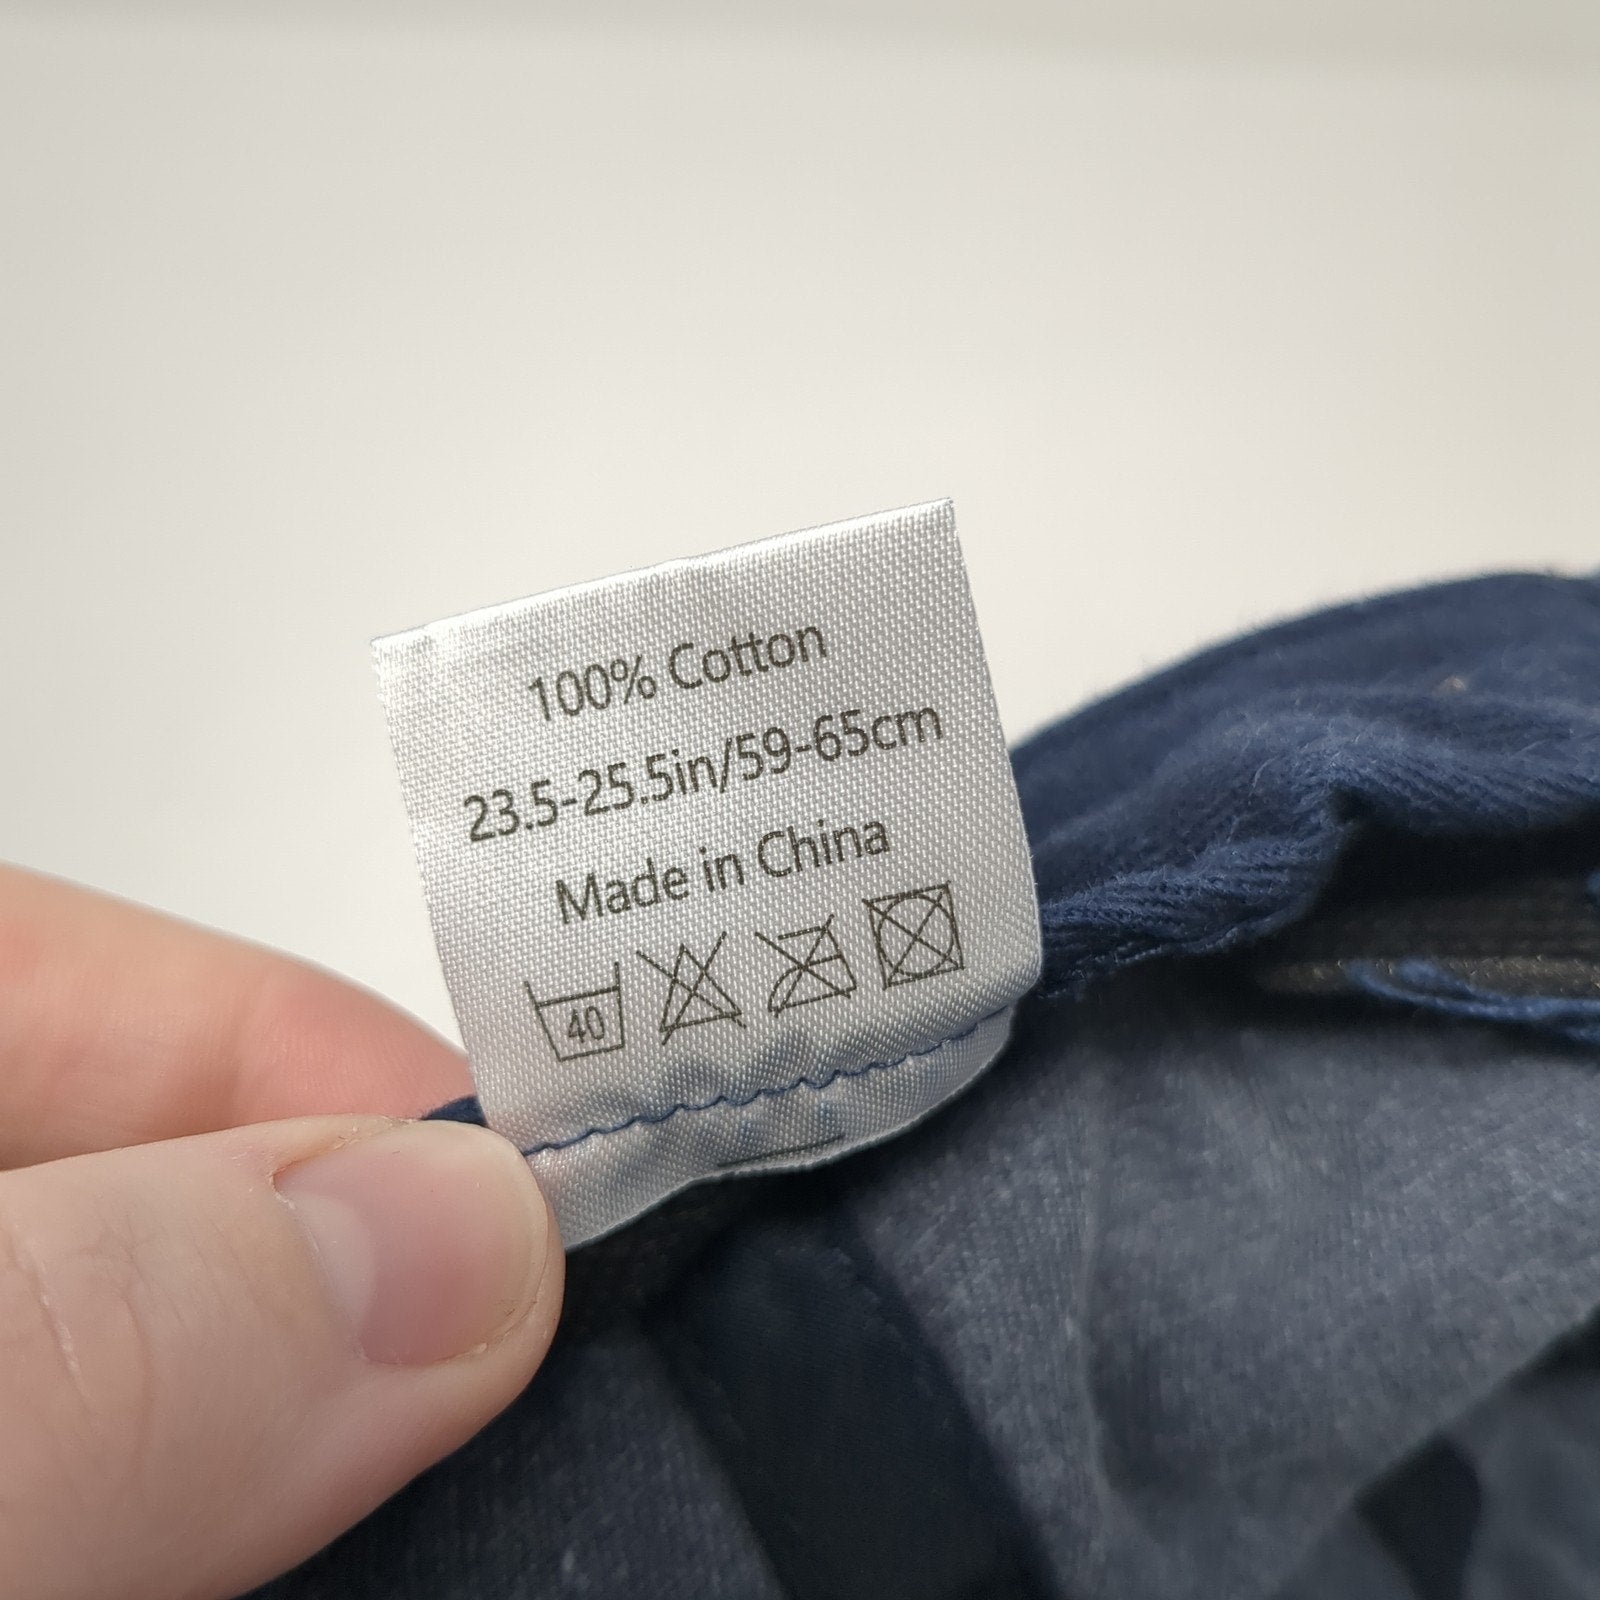 100% Cotton
23.5-25.5in/59-65cm
Made in China
40